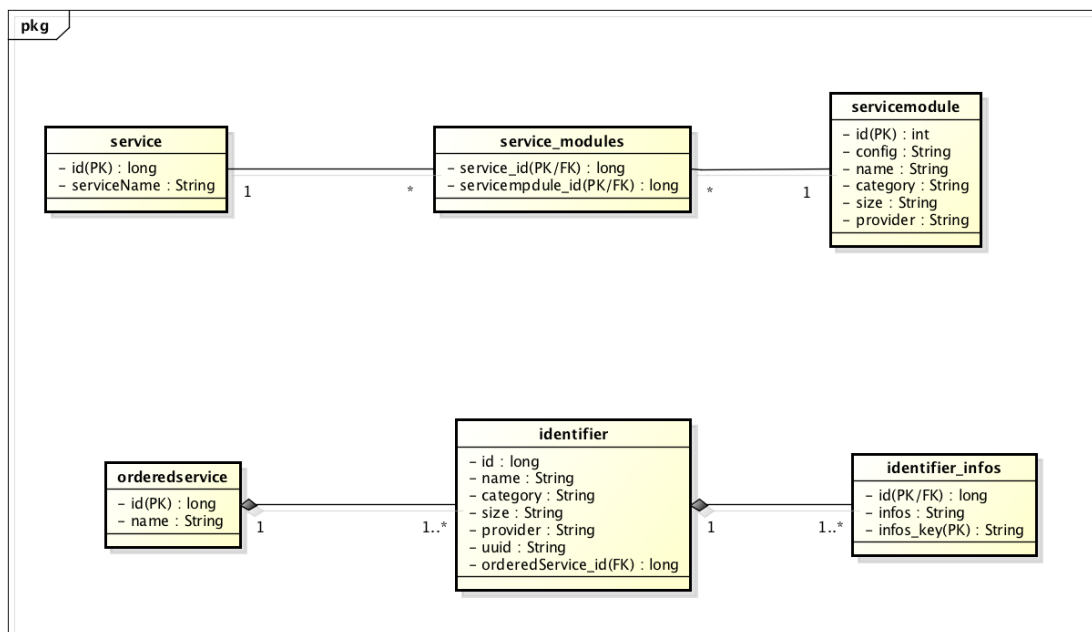 pkg
service
– id(PK) : long
– serviceName : String
1
*
service_modules
– service_id(PK/FK) : long
– servicempdule_id(PK/FK) : long
*
1
servicemodule
– id(PK) : int
– config : String
– name : String
– category : String
– size : String
– provider : String
orderedservice
– id(PK) : long
– name : String
1
1..*
identifier
– id : long
– name : String
– category : String
– size : String
– provider : String
– uuid : String
– orderedService_id(FK) : long
1
1..*
identifier_infos
– id(PK/FK) : long
– infos : String
– infos_key(PK) : String